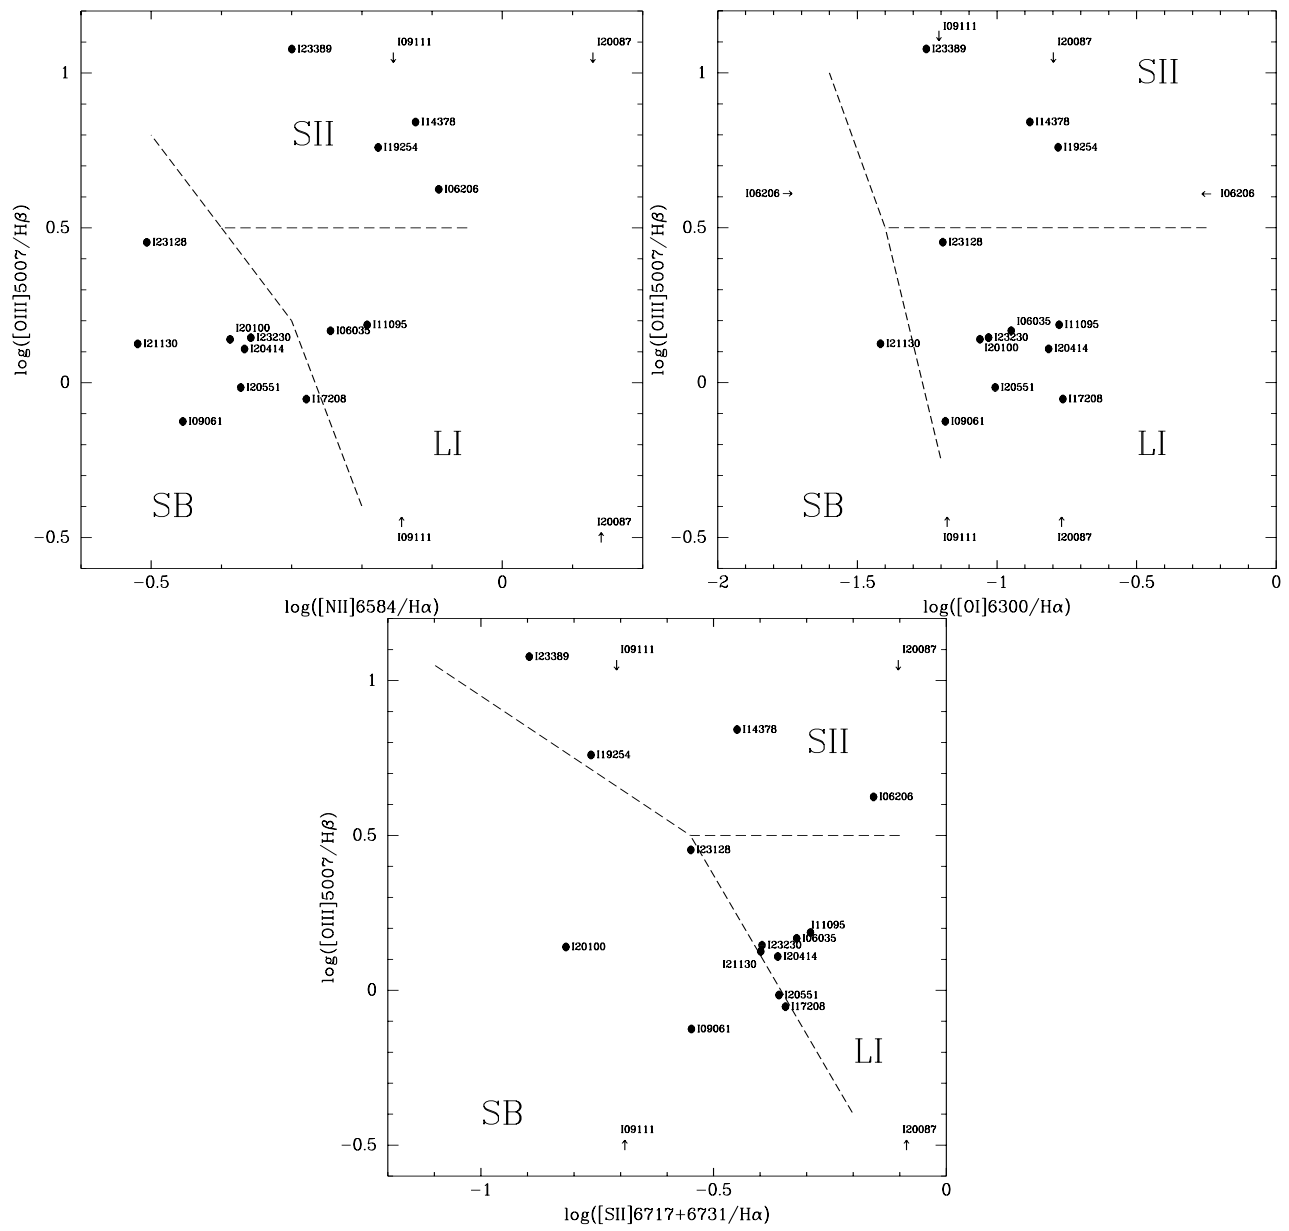 I23389
I09111
I20087
1
SII
I14378
I19254
I06206
0.5
I23128
I20100
I06035
I11095
I21130
I23230
I20414
0
I20551
I17208
I09061
LI
SB
I20087
-0.5
I09111
-0.5
0
log([NII]6584/Hα)
log([OIII]5007/Hβ)
I09111
I23389
I20087
SII
I14378
I19254
I06206
I06206
I23128
I06035
I11095
I21130
I23230
I20100
I20414
I20551
I17208
I09061
LI
SB
I09111
I20087
-2
-1.5
-1
-0.5
0
log([OI]6300/Hα)
log([OIII]5007/Hβ)
I09111
I20087
I23389
1
I14378
SII
I19254
I06206
0.5
I23128
I11095
I06035
I20100
I23230
I20414
I21130
0
I20551
I17208
I09061
LI
SB
I09111
I20087
-0.5
-1
-0.5
0
log([SII]6717+6731/Hα)
log([OIII]5007/Hβ)